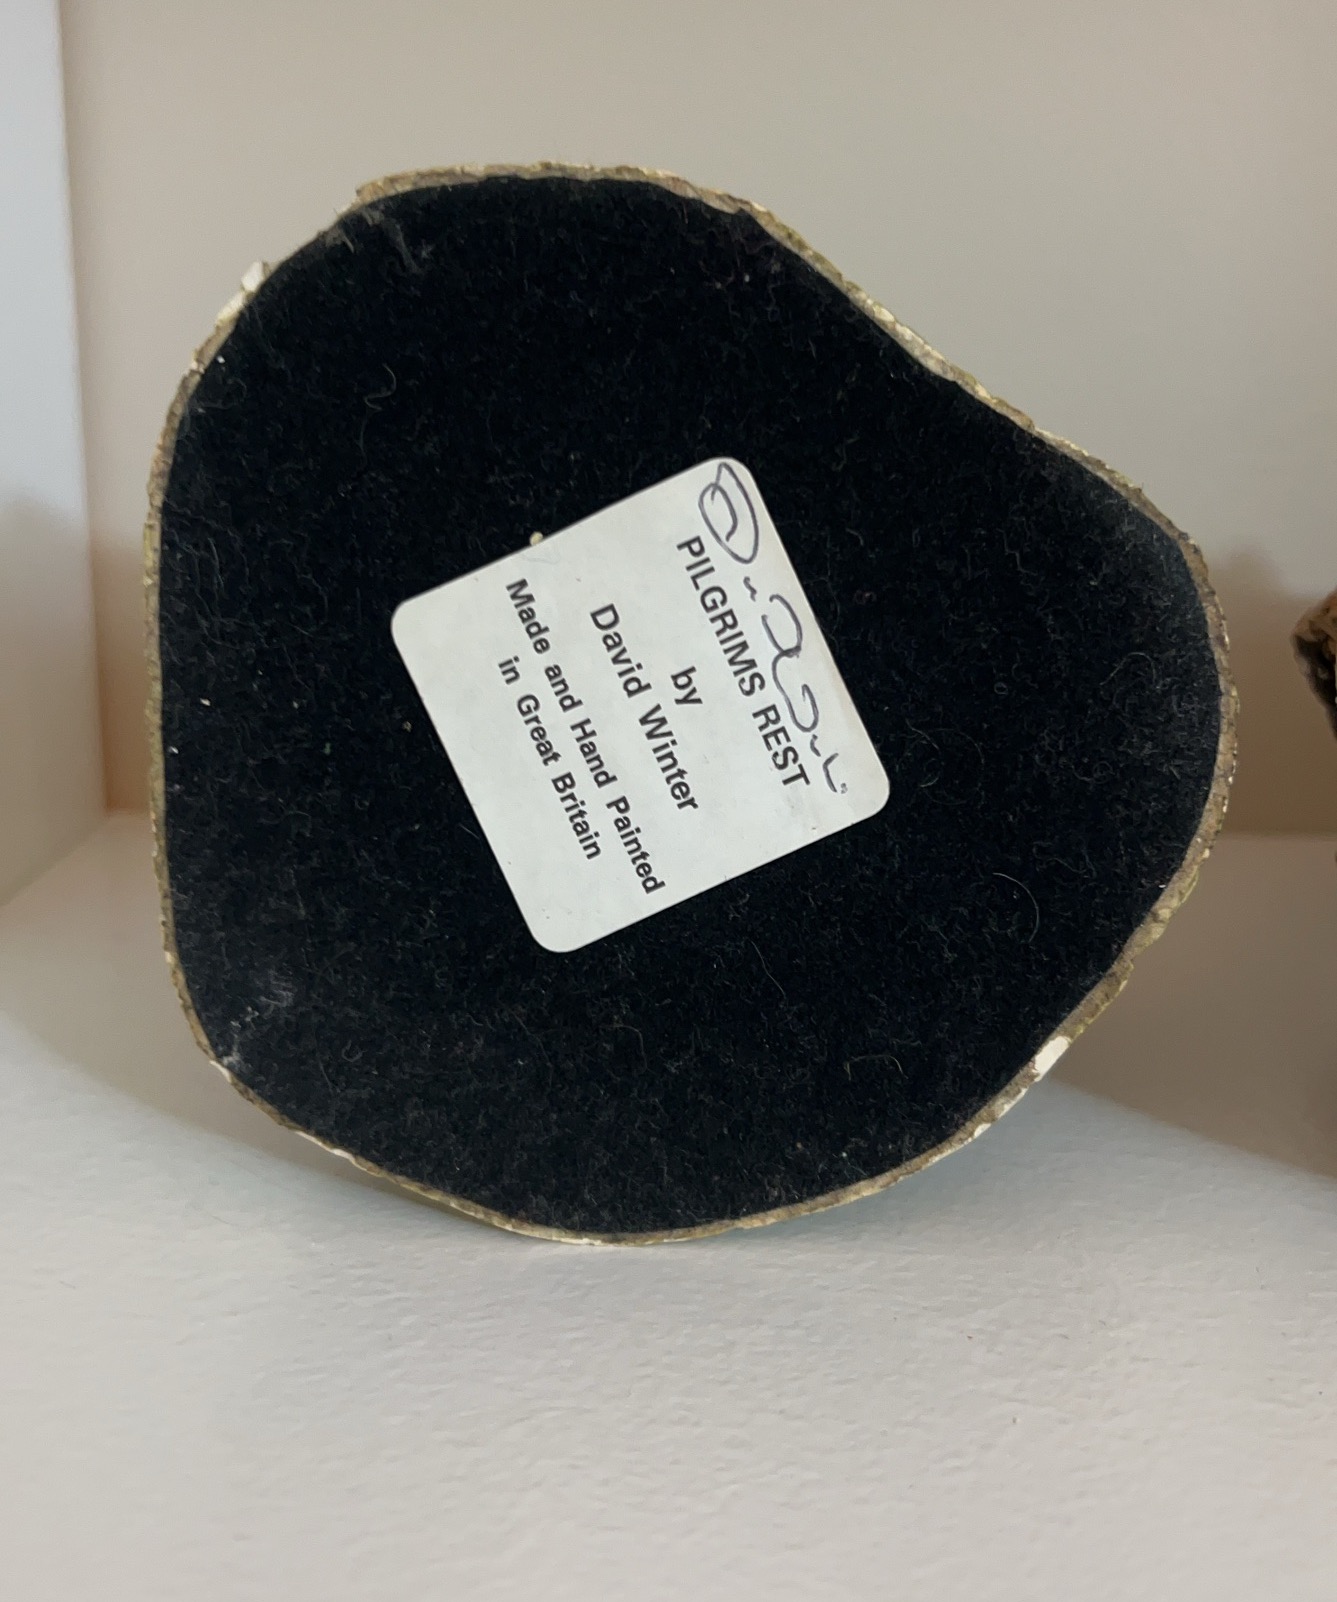 PILGRIMS REST
by
David Winter
Made and Hand Painted
in Great Britain